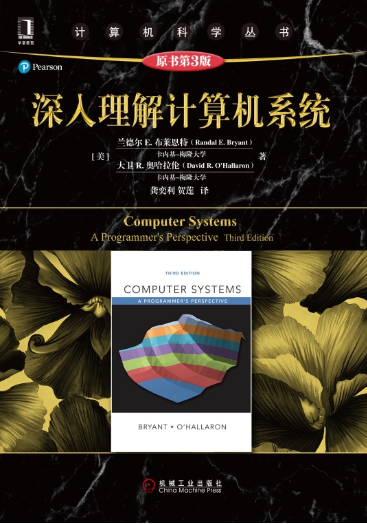 计算机科学丛书
华章教育
Pearson
原书第3版
深入理解计算机系统
兰德尔 E. 布莱恩特(Randal E. Bryant)
卡内基-梅隆大学
[美] 著
大卫 R. 奥哈拉伦(David R. O'Hallaron)
卡内基-梅隆大学
龚奕利 贺莲 译
Computer Systems
A Programmer's Perspective Third Edition
THIRD EDITION
COMPUTER SYSTEMS
A PROGRAMMER'S PERSPECTIVE
BRYANT • O'HALLARON
机械工业出版社
China Machine Press